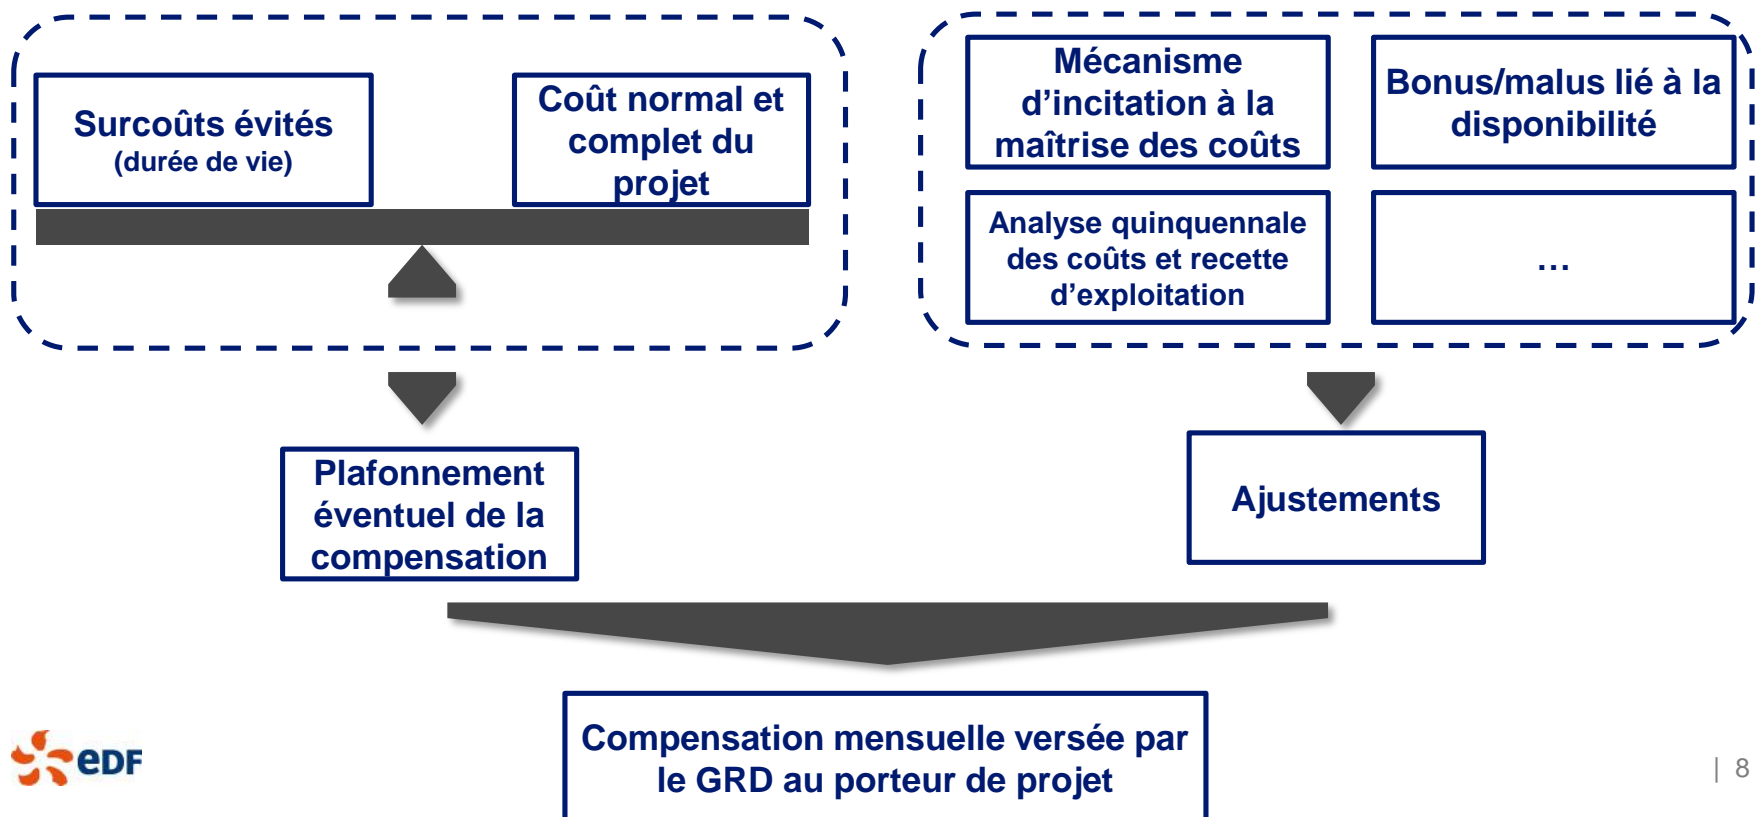 Surcoûts évités
(durée de vie)
Coût normal et
complet du
projet
Mécanisme
d’incitation à la
maîtrise des coûts
Bonus/malus lié à la
disponibilité
Analyse quinquennale
des coûts et recette
d’exploitation
…
Plafonnement
éventuel de la
compensation
Ajustements
Compensation mensuelle versée par
le GRD au porteur de projet
eDF
| 8